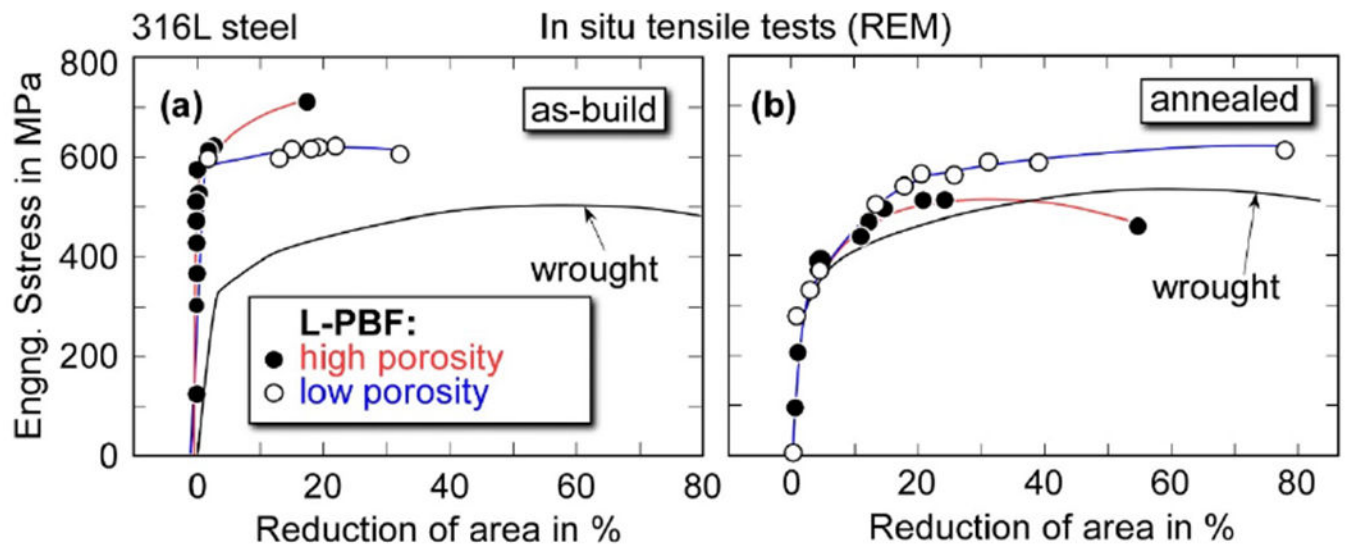 316L steel
In situ tensile tests (REM)
Engng. Sstress in MPa
800
600
400
200
0
(a)
as-build
wrought
L-PBF:
high porosity
low porosity
0
20
40
60
80
Reduction of area in %
(b)
annealed
wrought
0
20
40
60
80
Reduction of area in %